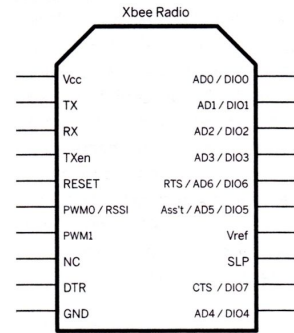 Xbee Radio
Vcc AD0 / DIO0
TX AD1 / DIO1
RX AD2 / DIO2
TXen AD3 / DIO3
RESET RTS / AD6 / DIO6
PWM0 / RSSI Ass't / AD5 / DIO5
PWM1 Vref
NC SLP
DTR CTS / DIO7
GND AD4 / DIO4